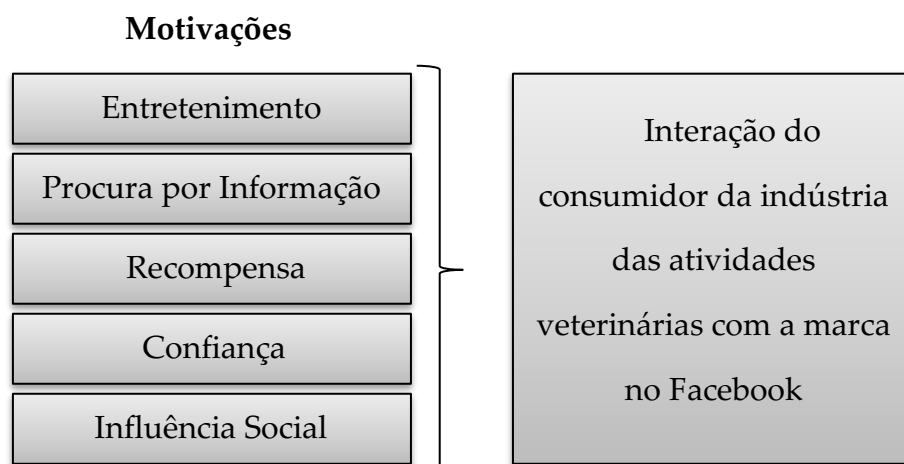 Motivações
Entretenimento
Procura por Informação
Recompensa
Confiança
Influência Social
Interação do
consumidor da indústria
das atividades
veterinárias com a marca
no Facebook